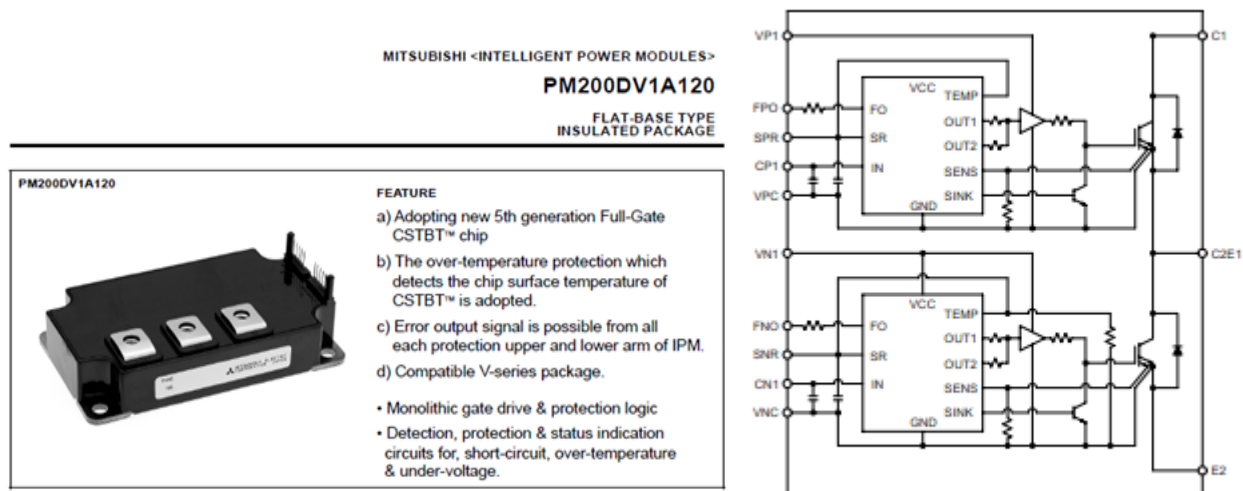 MITSUBISHI <INTELLIGENT POWER MODULES>
PM200DV1A120
FLAT-BASE TYPE
INSULATED PACKAGE
PM200DV1A120
FEATURE
a) Adopting new 5th generation Full-Gate
CSTBT™ chip
b) The over-temperature protection which
detects the chip surface temperature of
CSTBT™ is adopted.
c) Error output signal is possible from all
each protection upper and lower arm of IPM.
d) Compatible V-series package.
• Monolithic gate drive & protection logic
• Detection, protection & status indication
circuits for, short-circuit, over-temperature
& under-voltage.
VP1
C1
VCC
TEMP
FPO
FO
OUT1
SPR
SR
OUT2
CP1
IN
SENS
VPC
SINK
GND
VN1
C2E1
VCC
TEMP
FNO
FO
OUT1
SNR
SR
OUT2
CN1
IN
SENS
VNC
SINK
GND
E2